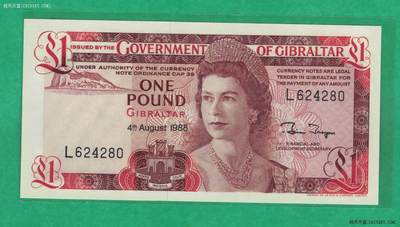 £1 ISSUED BY THE GOVERNMENT OF GIBRALTAR £1
UNDER AUTHORITY OF THE CURRENCY
NOTE ORDINANCE CAP 39
CURRENCY NOTES ARE LEGAL
TENDER IN GIBRALTAR FOR
THE PAYMENT OF ANY AMOUNT
ONE
POUND
GIBRALTAR
4th August 1988
L624280
L624280
FINANCIAL AND
DEVELOPMENT SECRETARY
£1 £1